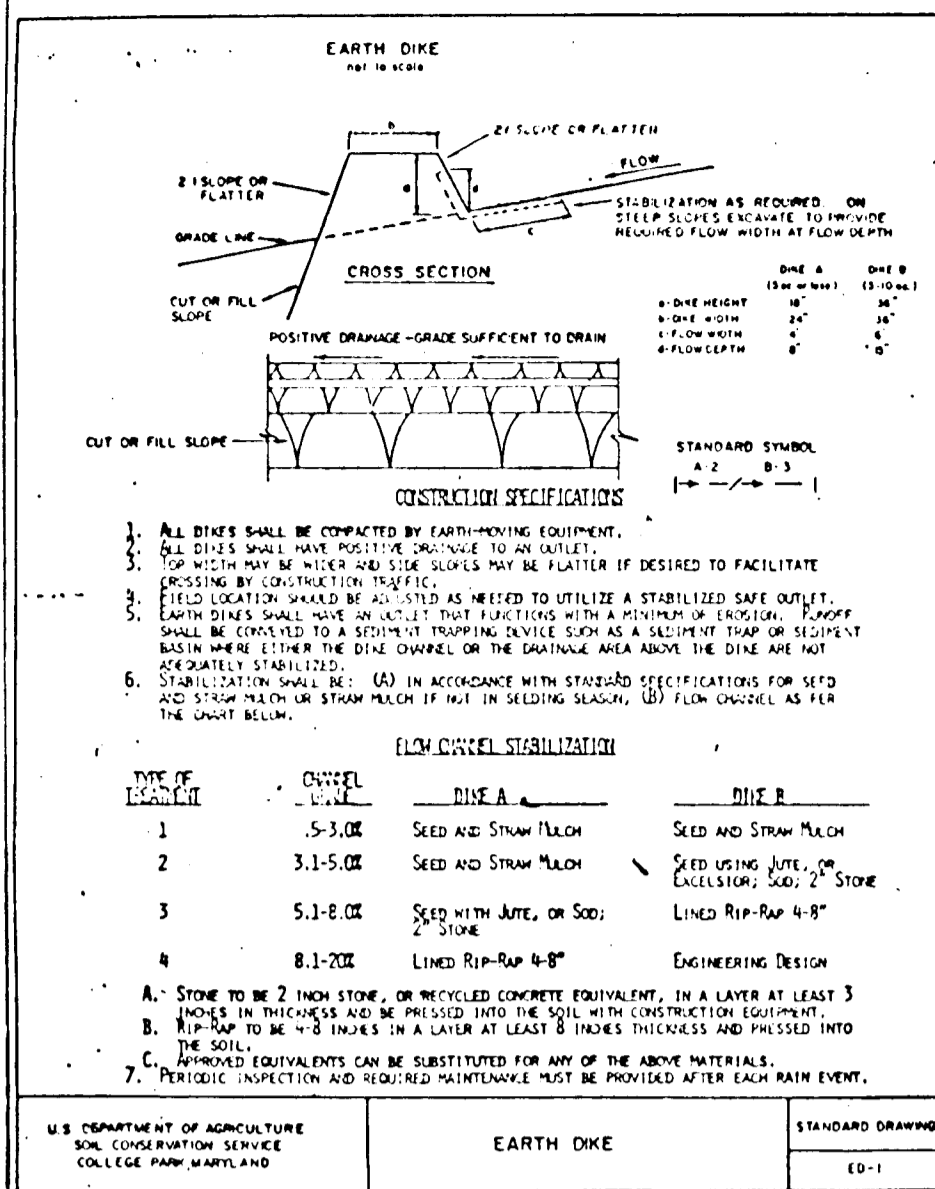 EARTH DIKE
not to scale
b
2:1 SLOPE OR FLATTER
FLOW
2:1 SLOPE OR
FLATTER
a
d
STABILIZATION AS REQUIRED. ON
STEEP SLOPES EXCAVATE TO PROVIDE
REQUIRED FLOW WIDTH AT FLOW DEPTH
c
GRADE LINE
CROSS SECTION
CUT OR FILL
SLOPE
DIKE A DIKE B
(5 ac. or less) (5-10 ac.)
a-DIKE HEIGHT 18" 36"
b-DIKE WIDTH 24" 36"
c-FLOW WIDTH 4' 6'
d-FLOW DEPTH 8" 15"
POSITIVE DRAINAGE-GRADE SUFFICIENT TO DRAIN
CUT OR FILL SLOPE
STANDARD SYMBOL
A-2 B-3
CONSTRUCTION SPECIFICATIONS
1. ALL DIKES SHALL BE COMPACTED BY EARTH-MOVING EQUIPMENT.
2. ALL DIKES SHALL HAVE POSITIVE DRAINAGE TO AN OUTLET.
3. TOP WIDTH MAY BE WIDER AND SIDE SLOPES MAY BE FLATTER IF DESIRED TO FACILITATE
CROSSING BY CONSTRUCTION TRAFFIC.
4. FIELD LOCATION SHOULD BE ADJUSTED AS NEEDED TO UTILIZE A STABILIZED SAFE OUTLET.
5. EARTH DIKES SHALL HAVE AN OUTLET THAT FUNCTIONS WITH A MINIMUM OF EROSION. RUNOFF
SHALL BE CONVEYED TO A SEDIMENT TRAPPING DEVICE SUCH AS A SEDIMENT TRAP OR SEDIMENT
BASIN WHERE EITHER THE DIKE CHANNEL OR THE DRAINAGE AREA ABOVE THE DIKE ARE NOT
ADEQUATELY STABILIZED.
6. STABILIZATION SHALL BE: (A) IN ACCORDANCE WITH STANDARD SPECIFICATIONS FOR SEED
AND STRAW MULCH OR STRAW MULCH IF NOT IN SEEDING SEASON, (B) FLOW CHANNEL AS PER
THE CHART BELOW.
FLOW CHANNEL STABILIZATION
TYPE OF CHANNEL
TREATMENT GRADE DIKE A DIKE B
1 .5-3.0% SEED AND STRAW MULCH SEED AND STRAW MULCH
2 3.1-5.0% SEED AND STRAW MULCH SEED USING JUTE, OR
EXCELSIOR; SOD; 2" STONE
3 5.1-8.0% SEED WITH JUTE, OR SOD; LINED RIP-RAP 4-8"
2" STONE
4 8.1-20% LINED RIP-RAP 4-8" ENGINEERING DESIGN
A. STONE TO BE 2 INCH STONE, OR RECYCLED CONCRETE EQUIVALENT, IN A LAYER AT LEAST 3
INCHES IN THICKNESS AND BE PRESSED INTO THE SOIL WITH CONSTRUCTION EQUIPMENT.
B. RIP-RAP TO BE 4-8 INCHES IN A LAYER AT LEAST 8 INCHES THICKNESS AND PRESSED INTO
THE SOIL.
C. APPROVED EQUIVALENTS CAN BE SUBSTITUTED FOR ANY OF THE ABOVE MATERIALS.
7. PERIODIC INSPECTION AND REQUIRED MAINTENANCE MUST BE PROVIDED AFTER EACH RAIN EVENT.
U.S DEPARTMENT OF AGRICULTURE
SOIL CONSERVATION SERVICE
COLLEGE PARK, MARYLAND
EARTH DIKE
STANDARD DRAWING
ED-1